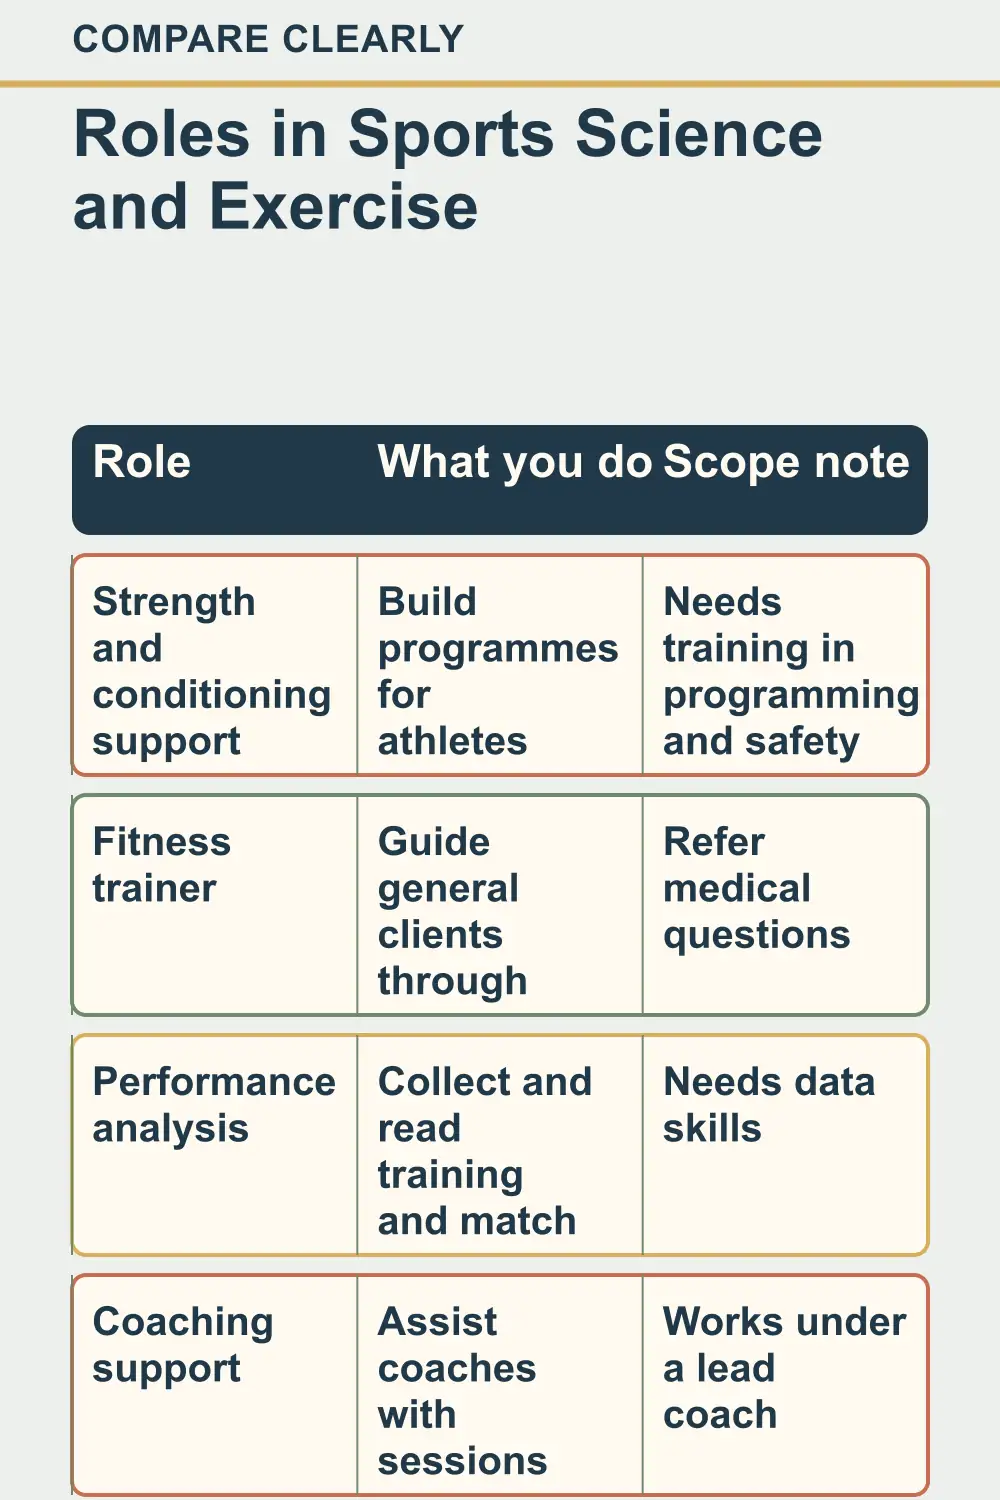 COMPARE CLEARLY
Roles in Sports Science
and Exercise
Role
What you do
Scope note
Strength
and
conditioning
support
Build
programmes
for
athletes
Needs
training in
programming
and safety
Fitness
trainer
Guide
general
clients
through
Refer
medical
questions
Performance
analysis
Collect and
read
training
and match
Needs data
skills
Coaching
support
Assist
coaches
with
sessions
Works under
a lead
coach